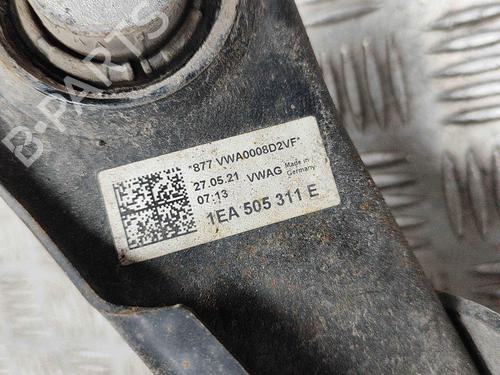 *877 VWA0008D2VF*
27.05.21 VWAG Made in Germany
07:13
1EA 505 311 E
B-PARTS